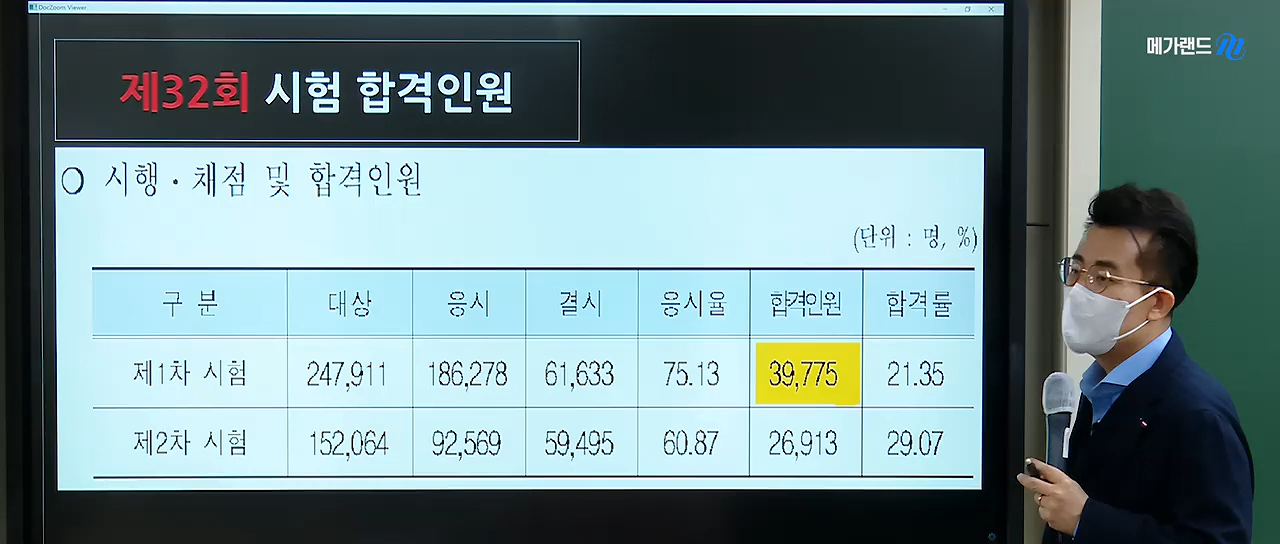 DocZoom Viewer
메가랜드
제32회 시험 합격인원
○ 시행·채점 및 합격인원
(단위 : 명, %)
구 분 대상 응시 결시 응시율 합격인원 합격률
제1차 시험 247,911 186,278 61,633 75.13 39,775 21.35
제2차 시험 152,064 92,569 59,495 60.87 26,913 29.07